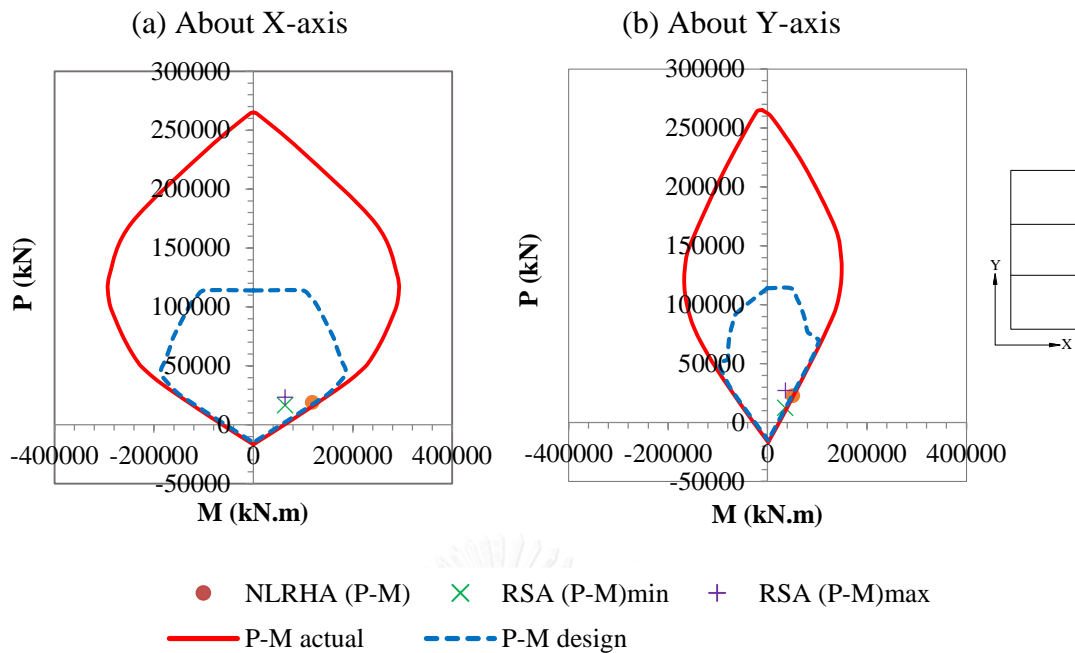 (a) About X-axis
(b) About Y-axis
300000
250000
200000
150000
100000
50000
0
-50000
-400000 -200000 0 200000 400000
P (kN)
M (kN.m)
300000
250000
200000
150000
100000
50000
0
-50000
-400000 -200000 0 200000 400000
P (kN)
M (kN.m)
Y
X
NLRHA (P-M) RSA (P-M)min RSA (P-M)max
P-M actual P-M design